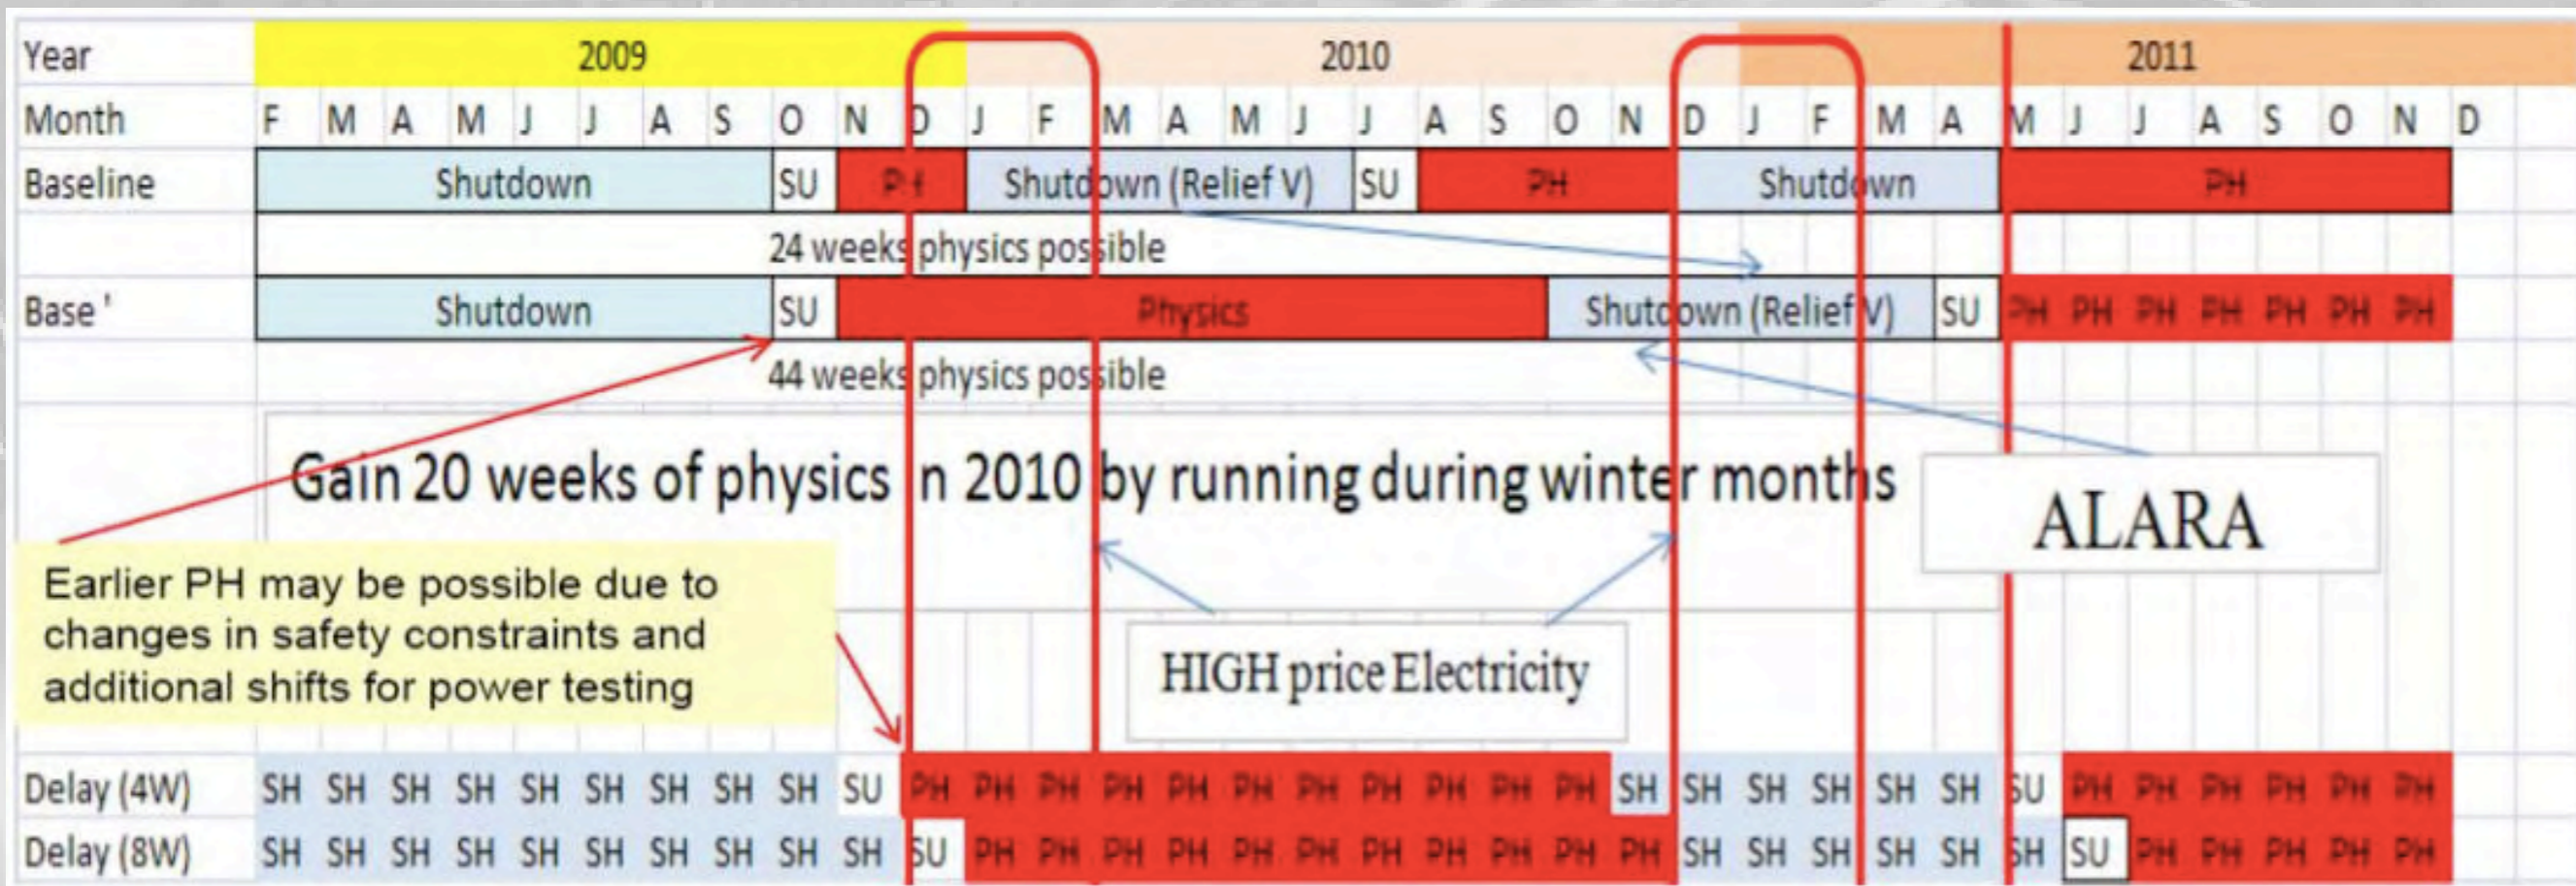 Year 2009 2010 2011
Month F M A M J J A S O N D J F M A M J J A S O N D J F M A M J J A S O N D
Baseline Shutdown SU PH Shutdown (Relief V) SU PH Shutdown PH
24 weeks physics possible
Base ' Shutdown SU Physics Shutdown (Relief V) SU PH PH PH PH PH PH PH
44 weeks physics possible
Gain 20 weeks of physics in 2010 by running during winter months
ALARA
Earlier PH may be possible due to
changes in safety constraints and
additional shifts for power testing
HIGH price Electricity
Delay (4W) SH SH SH SH SH SH SH SH SH SU PH PH PH PH PH PH PH PH PH PH PH SH SH SH SH SH SH SU PH PH PH PH PH PH
Delay (8W) SH SH SH SH SH SH SH SH SH SH SU PH PH PH PH PH PH PH PH PH PH PH SH SH SH SH SH SH SU PH PH PH PH PH